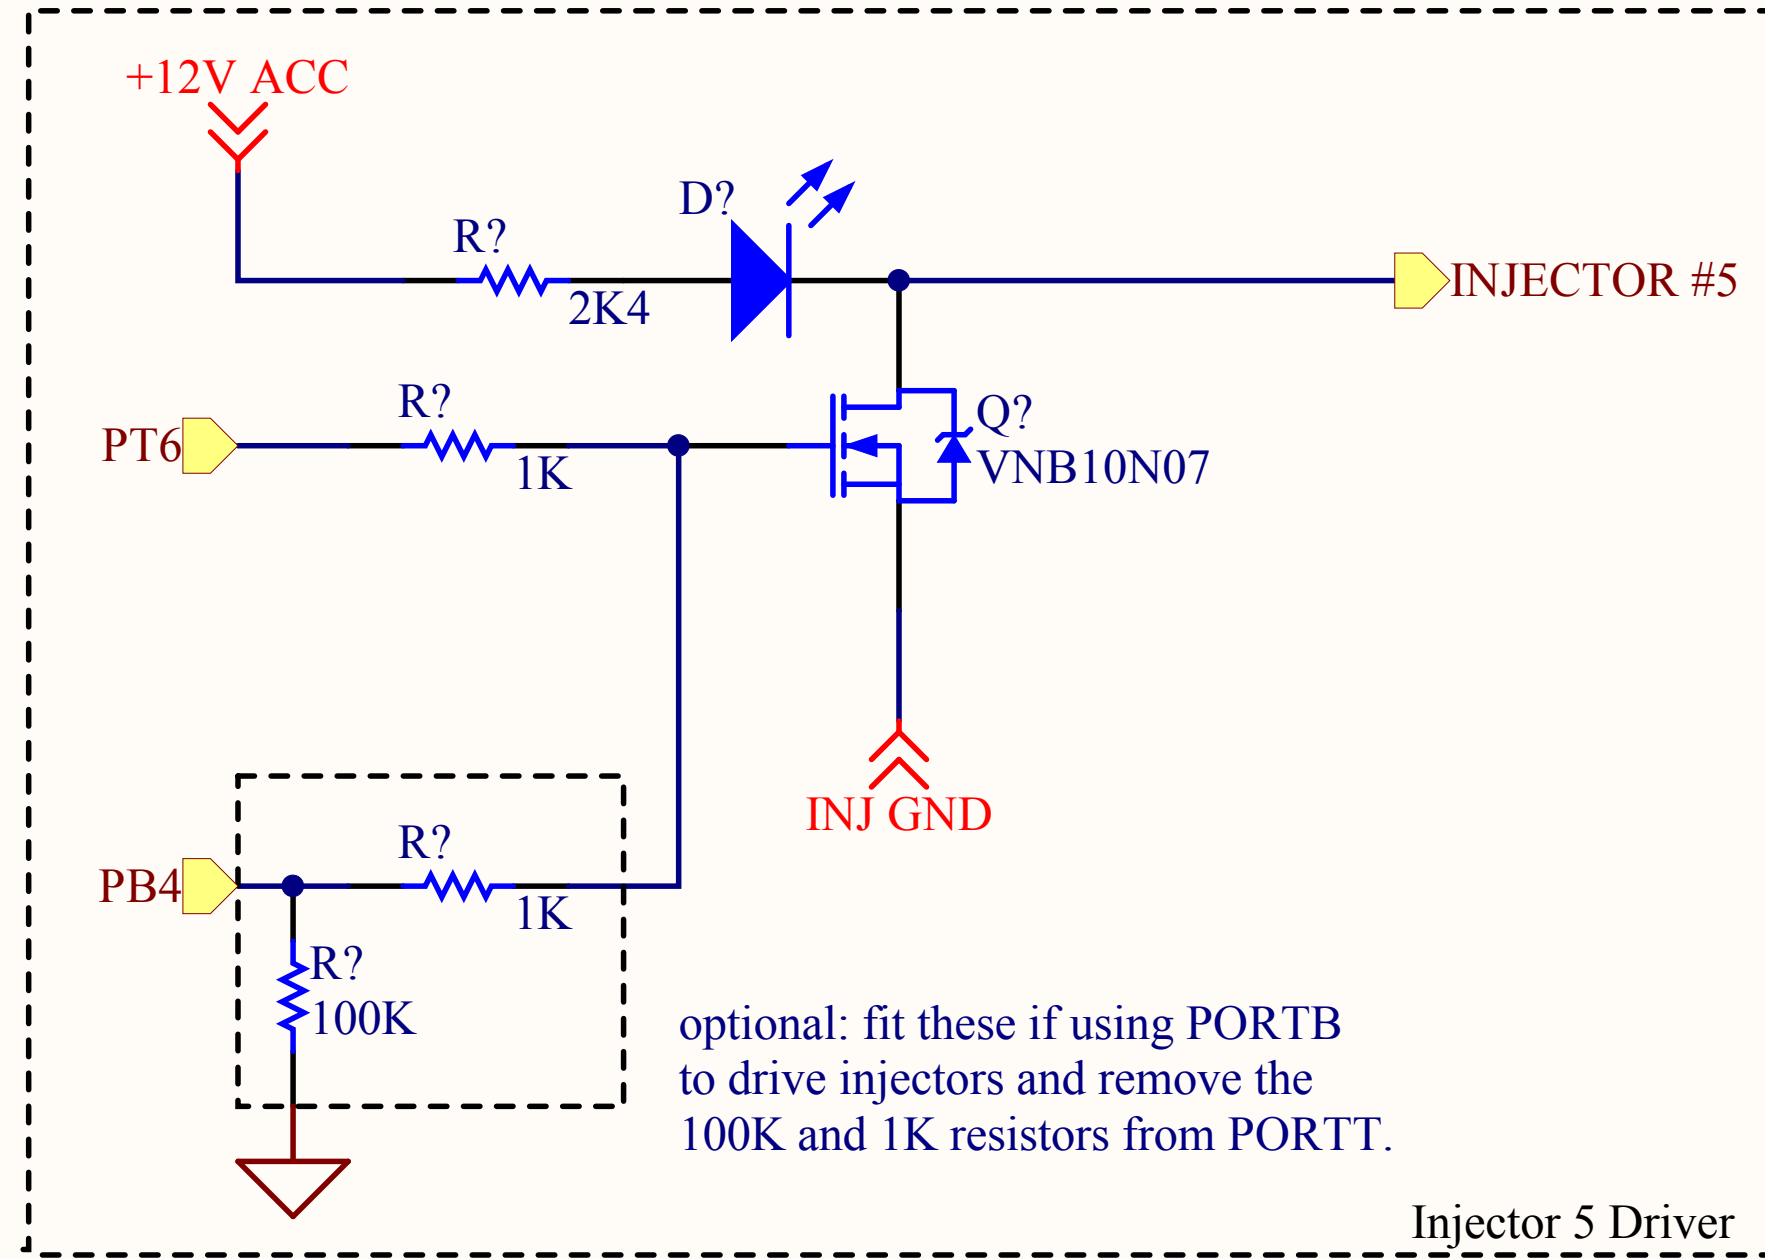 +12V ACC
D?
R?
2K4
INJECTOR #5
R?
PT6
1K
Q?
VNB10N07
INJ GND
R?
PB4
1K
R?
100K
optional: fit these if using PORTB
to drive injectors and remove the
100K and 1K resistors from PORTT.
Injector 5 Driver